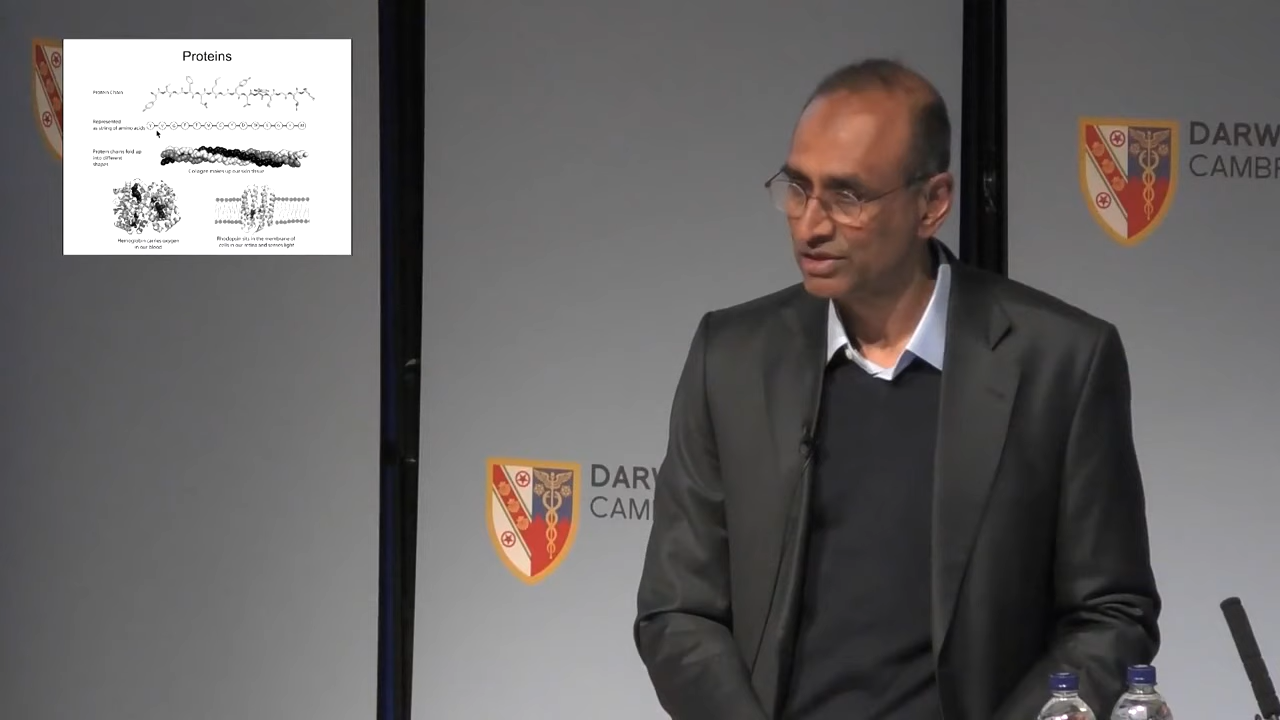 Proteins
Protein Chain
Represented
as string of amino acids
Protein chains fold up
into different
shapes
Collagen makes up our skin tissue
Hemoglobin carries oxygen
in our blood
Rhodopsin sits in the membrane of
cells in our retina and senses light
DARW
CAMBR
DARW
CAM